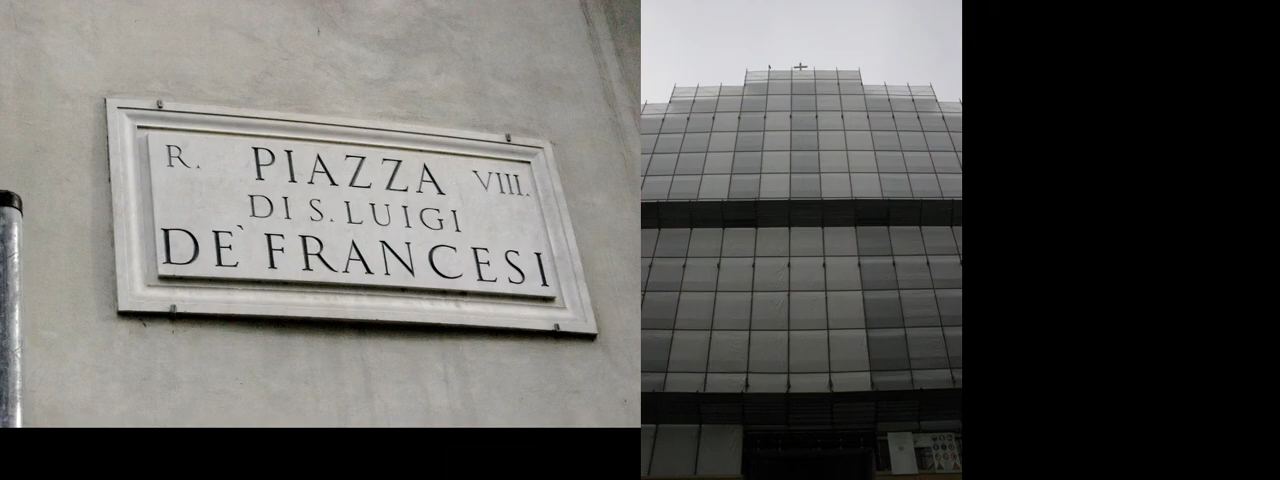 R. PIAZZA VIII.
DI S. LUIGI
DE` FRANCESI